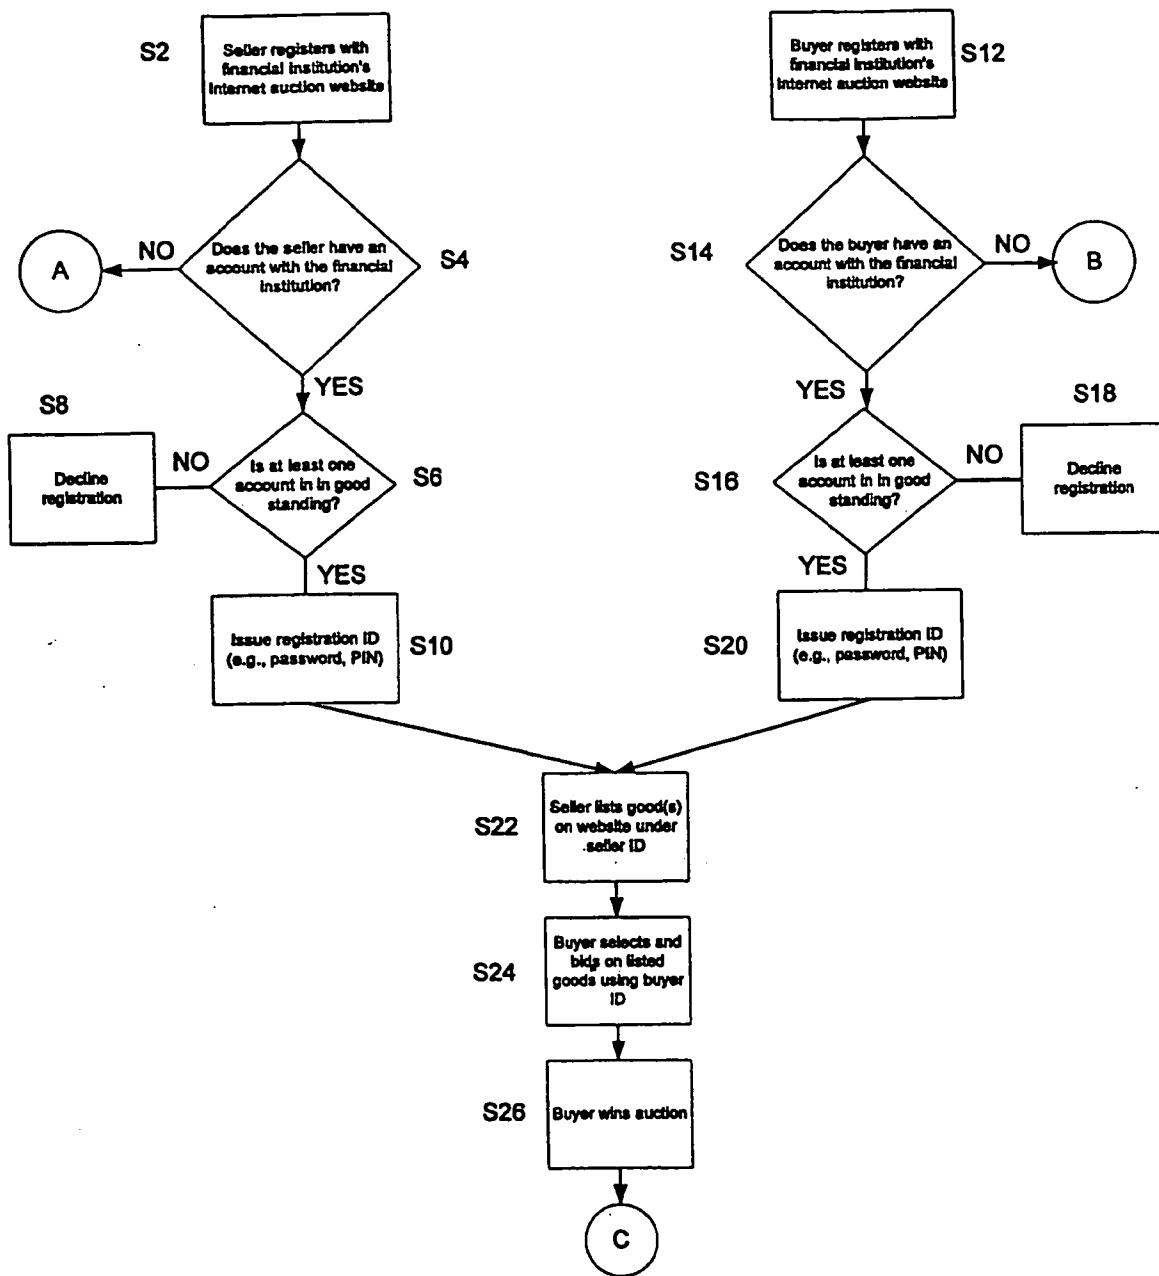 S2
Seller registers with
financial institution's
Internet auction website
Buyer registers with
financial institution's
Internet auction website
S12
A
NO
Does the seller have an
account with the financial
institution?
S4
S14
Does the buyer have an
account with the financial
institution?
NO
B
YES
YES
S8
Decline
registration
NO
Is at least one
account in in good
standing?
S6
S16
Is at least one
account in in good
standing?
NO
S18
Decline
registration
YES
YES
Issue registration ID
(e.g., password, PIN)
S10
S20
Issue registration ID
(e.g., password, PIN)
S22
Seller lists good(s)
on website under
seller ID
S24
Buyer selects and
bids on listed
goods using buyer
ID
S26
Buyer wins auction
C